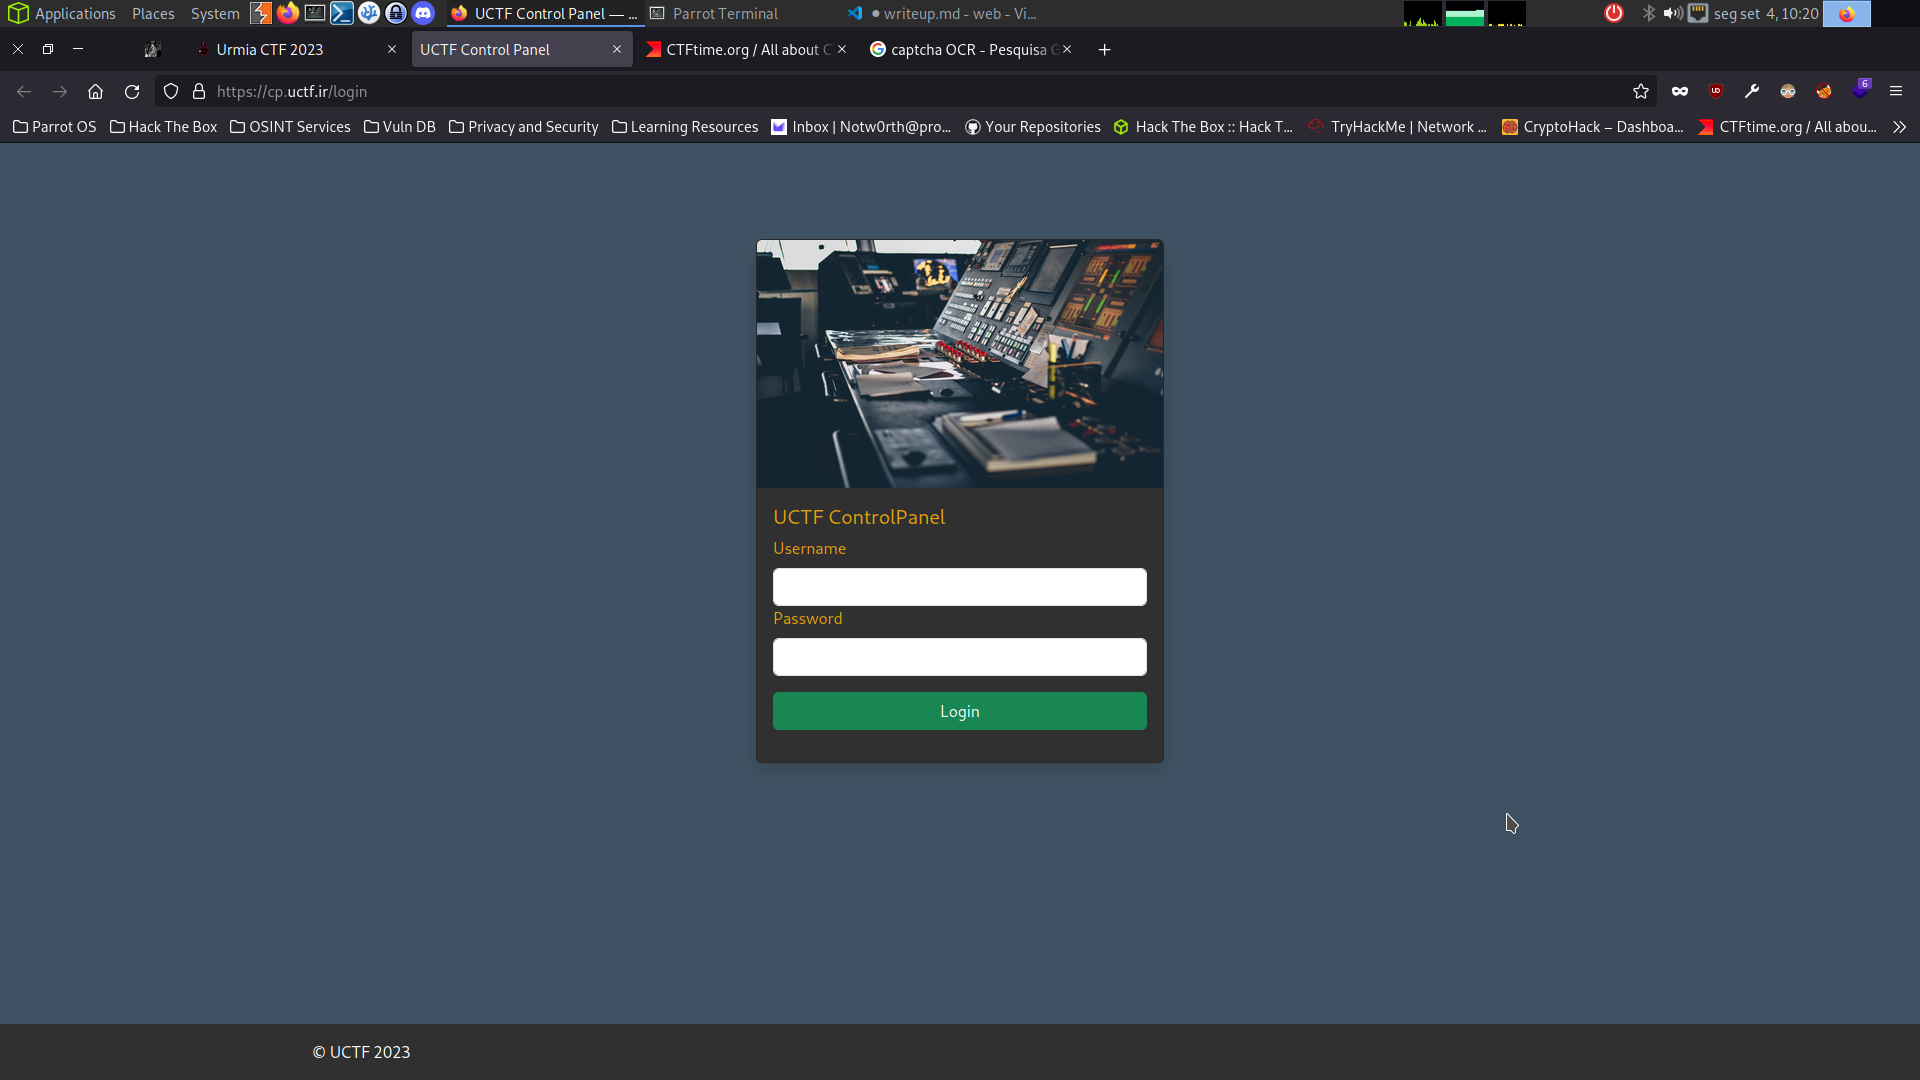 Applications Places System UCTF Control Panel — ... Parrot Terminal ● writeup.md - web - Vi... seg set 4, 10:20
Urmia CTF 2023 UCTF Control Panel CTFtime.org / All about C captcha OCR - Pesquisa G
https://cp.uctf.ir/login 6
Parrot OS Hack The Box OSINT Services Vuln DB Privacy and Security Learning Resources Inbox | Notw0rth@pro... Your Repositories Hack The Box :: Hack T... TryHackMe | Network ... CryptoHack – Dashboa... CTFtime.org / All abou...
UCTF ControlPanel
Username
Password
Login
© UCTF 2023